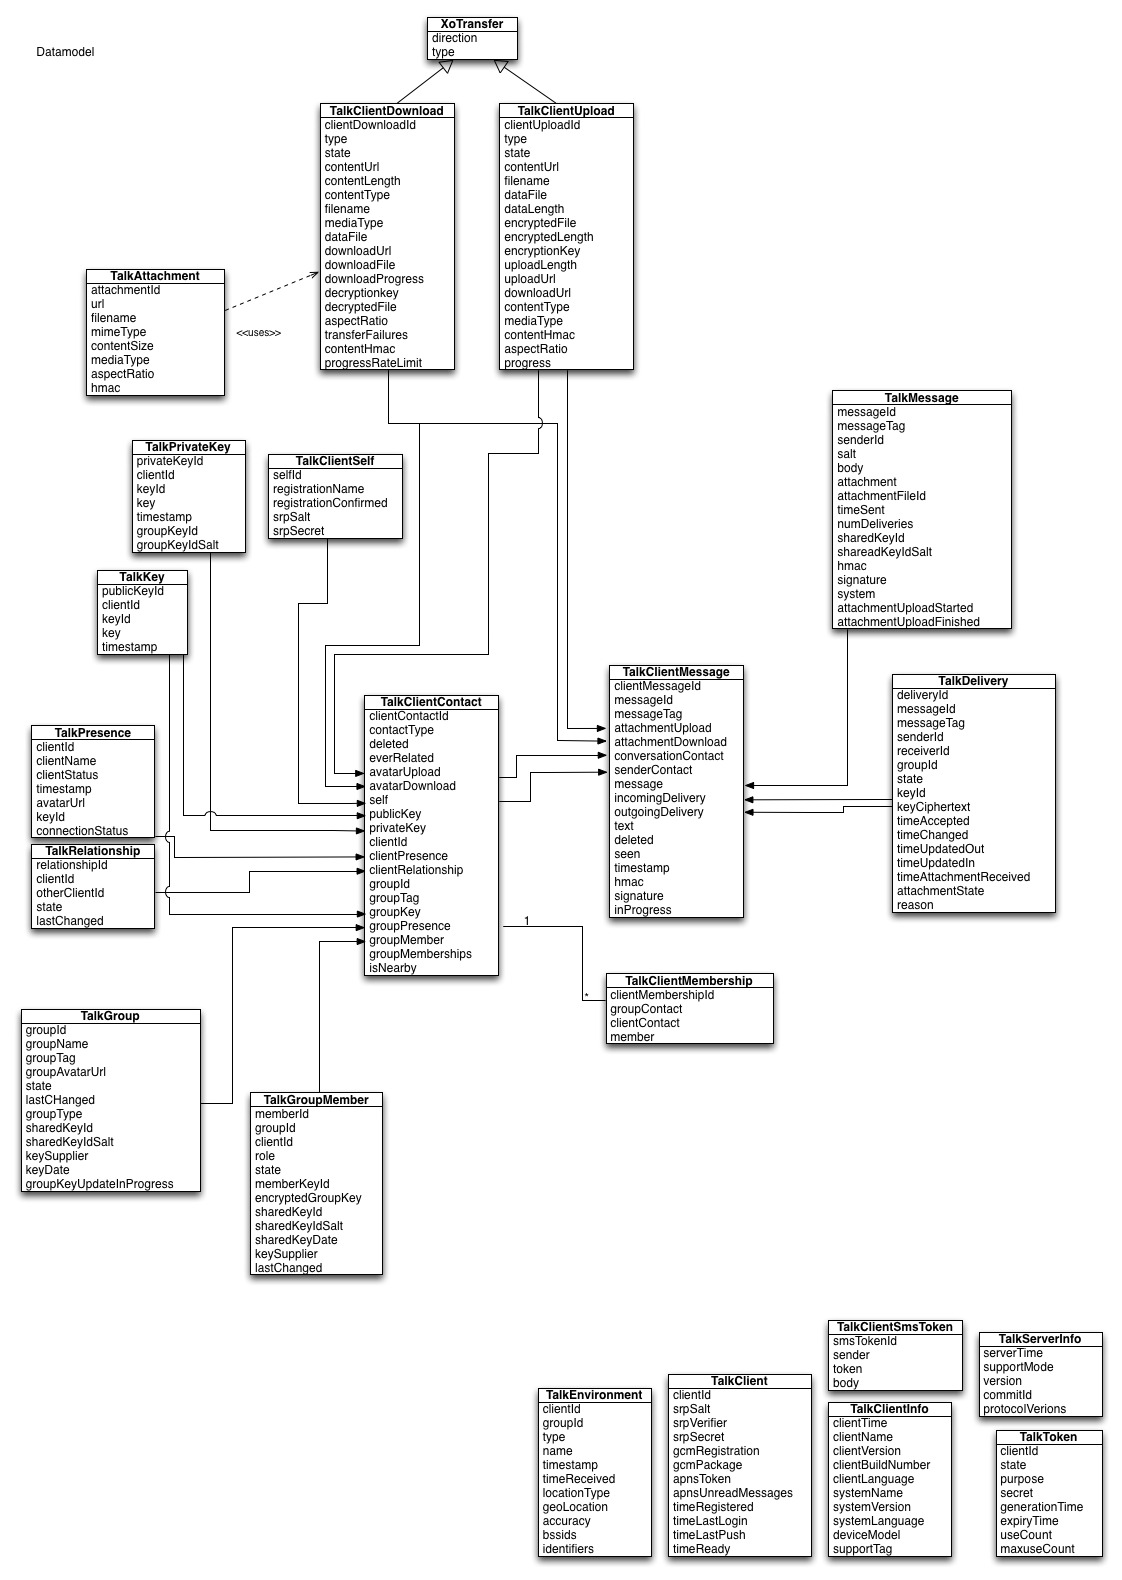 Datamodel
XoTransfer
direction
type
TalkClientDownload
clientDownloadId
type
state
contentUrl
contentLength
contentType
filename
mediaType
dataFile
downloadUrl
downloadFile
downloadProgress
decryptionkey
decryptedFile
aspectRatio
transferFailures
contentHmac
progressRateLimit
TalkClientUpload
clientUploadId
type
state
contentUrl
filename
dataFile
dataLength
encryptedFile
encryptedLength
encryptionKey
uploadLength
uploadUrl
downloadUrl
contentType
mediaType
contentHmac
aspectRatio
progress
TalkAttachment
attachmentId
url
filename
mimeType
contentSize
mediaType
aspectRatio
hmac
<<uses>>
TalkMessage
messageId
messageTag
senderId
salt
body
attachment
attachmentFileId
timeSent
numDeliveries
sharedKeyId
shareadKeyIdSalt
hmac
signature
system
attachmentUploadStarted
attachmentUploadFinished
TalkPrivateKey
privateKeyId
clientId
keyId
key
timestamp
groupKeyId
groupKeyIdSalt
TalkClientSelf
selfId
registrationName
registrationConfirmed
srpSalt
srpSecret
TalkKey
publicKeyId
clientId
keyId
key
timestamp
TalkClientContact
clientContactId
contactType
deleted
everRelated
avatarUpload
avatarDownload
self
publicKey
privateKey
clientId
clientPresence
clientRelationship
groupId
groupTag
groupKey
groupPresence
groupMember
groupMemberships
isNearby
TalkClientMessage
clientMessageId
messageId
messageTag
attachmentUpload
attachmentDownload
conversationContact
senderContact
message
incomingDelivery
outgoingDelivery
text
deleted
seen
timestamp
hmac
signature
inProgress
TalkDelivery
deliveryId
messageId
messageTag
senderId
receiverId
groupId
state
keyId
keyCiphertext
timeAccepted
timeChanged
timeUpdatedOut
timeUpdatedIn
timeAttachmentReceived
attachmentState
reason
TalkPresence
clientId
clientName
clientStatus
timestamp
avatarUrl
keyId
connectionStatus
TalkRelationship
relationshipId
clientId
otherClientId
state
lastChanged
1
*
TalkClientMembership
clientMembershipId
groupContact
clientContact
member
TalkGroup
groupId
groupName
groupTag
groupAvatarUrl
state
lastCHanged
groupType
sharedKeyId
sharedKeyIdSalt
keySupplier
keyDate
groupKeyUpdateInProgress
TalkGroupMember
memberId
groupId
clientId
role
state
memberKeyId
encryptedGroupKey
sharedKeyId
sharedKeyIdSalt
sharedKeyDate
keySupplier
lastChanged
TalkEnvironment
clientId
groupId
type
name
timestamp
timeReceived
locationType
geoLocation
accuracy
bssids
identifiers
TalkClient
clientId
srpSalt
srpVerifier
srpSecret
gcmRegistration
gcmPackage
apnsToken
apnsUnreadMessages
timeRegistered
timeLastLogin
timeLastPush
timeReady
TalkClientSmsToken
smsTokenId
sender
token
body
TalkClientInfo
clientTime
clientName
clientVersion
clientBuildNumber
clientLanguage
systemName
systemVersion
systemLanguage
deviceModel
supportTag
TalkServerInfo
serverTime
supportMode
version
commitId
protocolVerions
TalkToken
clientId
state
purpose
secret
generationTime
expiryTime
useCount
maxuseCount